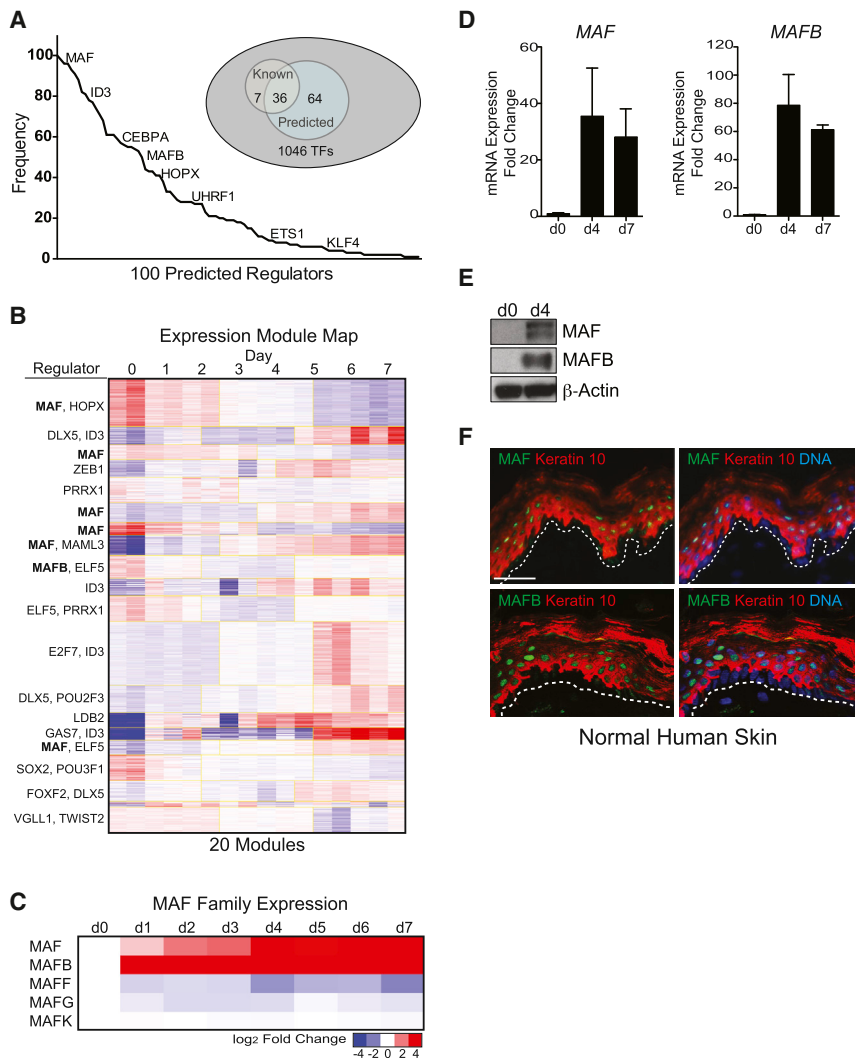 A
100
80
60
40
20
0
Frequency
MAF
ID3
CEBPA
MAFB
HOPX
UHRF1
ETS1
KLF4
100 Predicted Regulators
Known
7 36 64
Predicted
1046 TFs
B
Expression Module Map
Day
Regulator 0 1 2 3 4 5 6 7
MAF, HOPX
DLX5, ID3
MAF
ZEB1
PRRX1
MAF
MAF
MAF, MAML3
MAFB, ELF5
ID3
ELF5, PRRX1
E2F7, ID3
DLX5, POU2F3
LDB2
GAS7, ID3
MAF, ELF5
SOX2, POU3F1
FOXF2, DLX5
VGLL1, TWIST2
20 Modules
C
MAF Family Expression
d0 d1 d2 d3 d4 d5 d6 d7
MAF
MAFB
MAFF
MAFG
MAFK
log2 Fold Change
-4 -2 0 2 4
D
MAF
mRNA Expression
Fold Change
60
40
20
0
d0 d4 d7
MAFB
mRNA Expression
Fold Change
120
90
60
30
0
d0 d4 d7
E
d0 d4
MAF
MAFB
β-Actin
F
MAF Keratin 10
MAF Keratin 10 DNA
MAFB Keratin 10
MAFB Keratin 10 DNA
Normal Human Skin